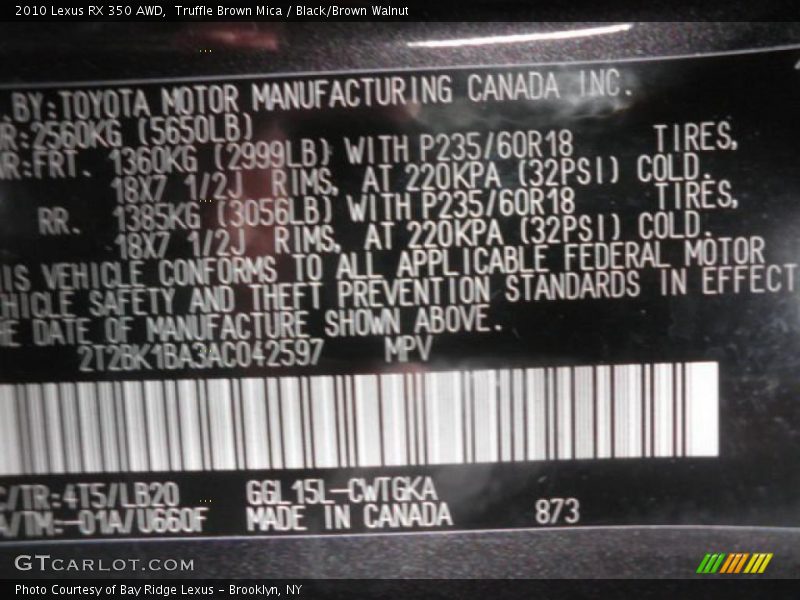 2010 Lexus RX 350 AWD,  Truffle Brown Mica / Black/Brown Walnut
.BY:TOYOTA MOTOR MANUFACTURING CANADA INC.
R:2560KG (5650LB)
WR:FRT. 1360KG (2999LB) WITH P235/60R18 TIRES,
18X7 1/2J RIMS, AT 220KPA (32PSI) COLD.
RR. 1385KG (3056LB) WITH P235/60R18 TIRES,
18X7 1/2J RIMS, AT 220KPA (32PSI) COLD.
IS VEHICLE CONFORMS TO ALL APPLICABLE FEDERAL MOTOR
HICLE SAFETY AND THEFT PREVENTION STANDARDS IN EFFECT
HE DATE OF MANUFACTURE SHOWN ABOVE.
2T2BK1BA3AC042597 MPV
C/TR:4T5/LB20 GGL15L-CWTGKA
A/TM:-01A/U660F MADE IN CANADA 873
GTCARLOT.COM
Photo Courtesy of Bay Ridge Lexus - Brooklyn, NY